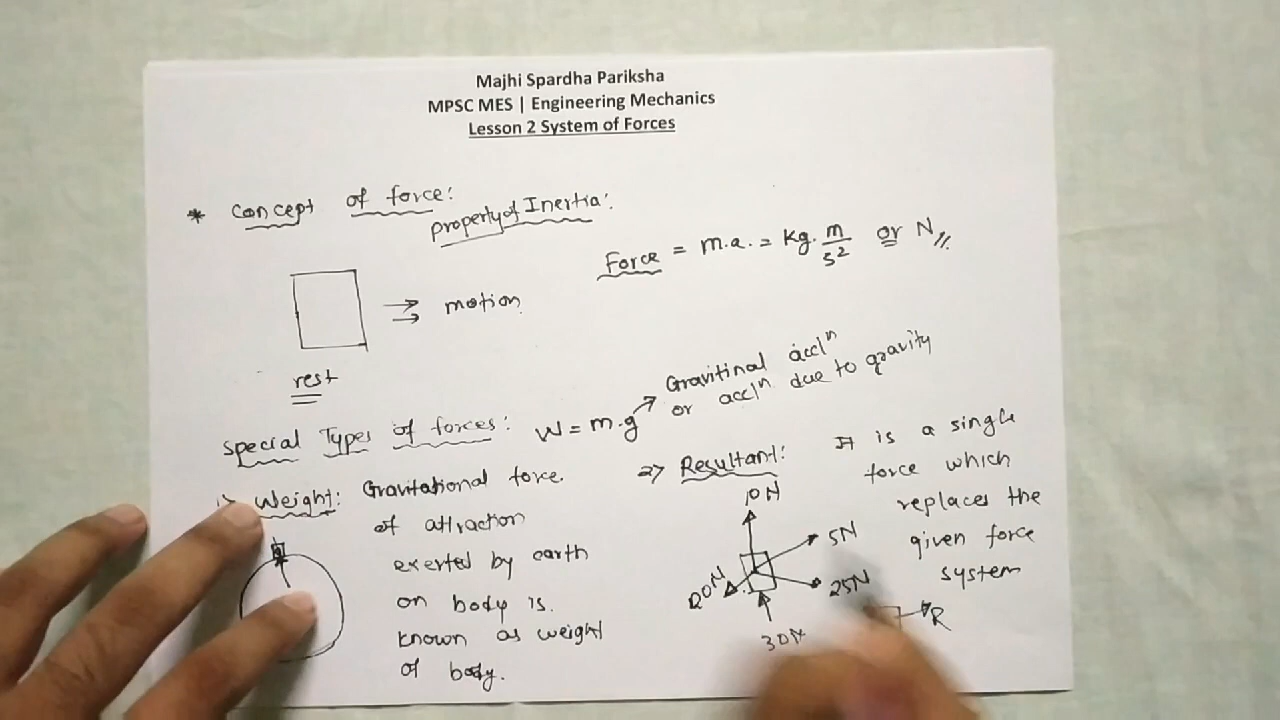 Majhi Spardha Pariksha
MPSC MES | Engineering Mechanics
Lesson 2 System of Forces
* Concept of force:
property of Inertia:
Force = m.a. = kg. m/s² or N
motion
rest
Gravitinal acclⁿ
or acclⁿ due to gravity
Special Types of forces:
W = m.g
1) Weight: Gravitational force
of attraction
exerted by earth
on body is.
known as weight
of body.
2) Resultant:
It is a single
force which
replaces the
given force
system
10N
5N
25N
20N
30N
R